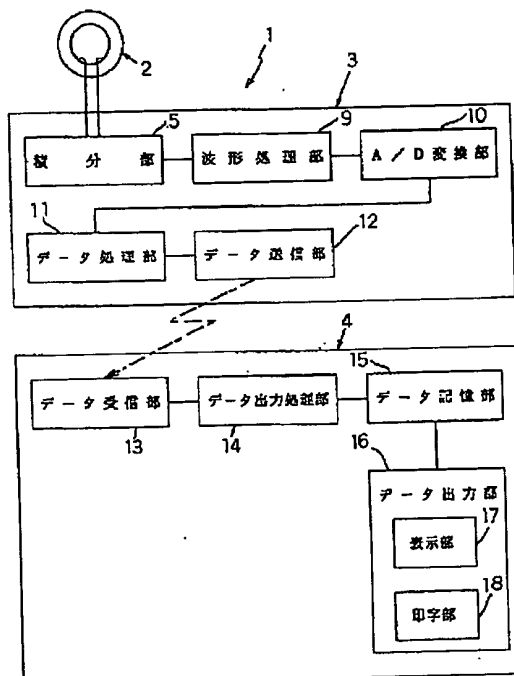 1
2
3
5
9
10
積分部
波形処理部
A/D変換部
11
12
データ処理部
データ送信部
4
15
データ受信部
データ出力処理部
データ記憶部
13
14
16
データ出力部
17
表示部
18
印字部